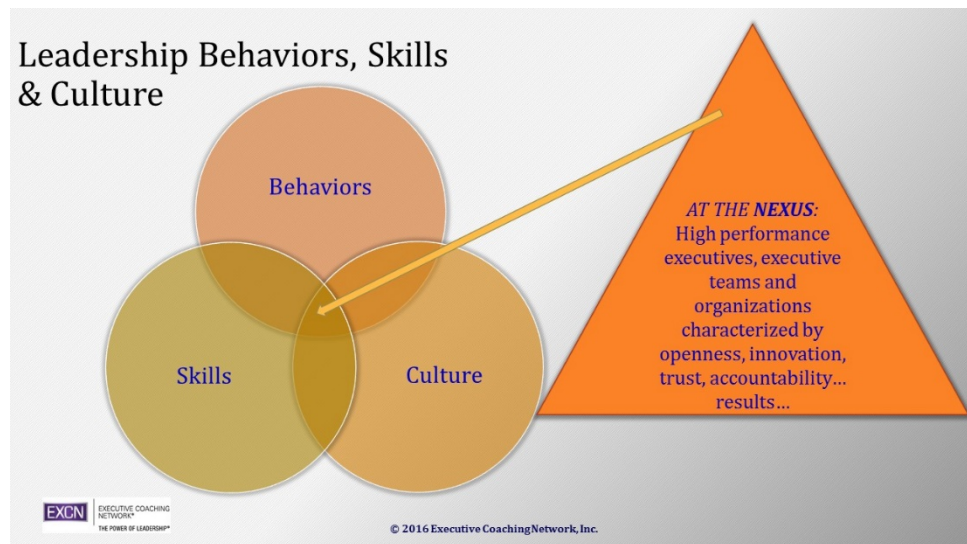 Leadership Behaviors, Skills
& Culture
Behaviors
Skills
Culture
AT THE NEXUS:
High performance
executives, executive
teams and
organizations
characterized by
openness, innovation,
trust, accountability…
results…
EXCN
EXECUTIVE COACHING
NETWORK®
THE POWER OF LEADERSHIP®
© 2016 Executive CoachingNetwork, Inc.